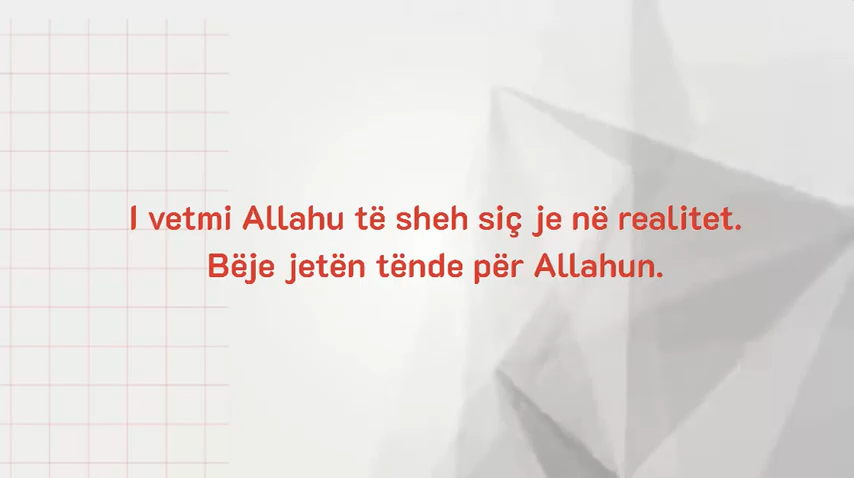 I vetmi Allahu të sheh siç je në realitet.
Bëje jetën tënde për Allahun.